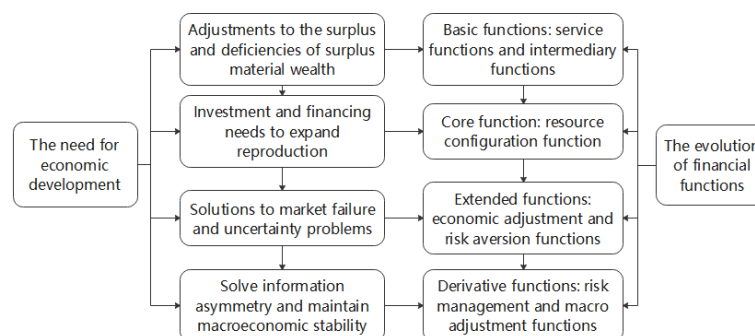 Adjustments to the surplus
and deficiencies of surplus
material wealth
Basic functions: service
functions and intermediary
functions
Investment and financing
needs to expand
reproduction
Core function: resource
configuration function
The need for
economic
development
The evolution
of financial
functions
Solutions to market failure
and uncertainty problems
Extended functions:
economic adjustment and
risk aversion functions
Solve information
asymmetry and maintain
macroeconomic stability
Derivative functions: risk
management and macro
adjustment functions